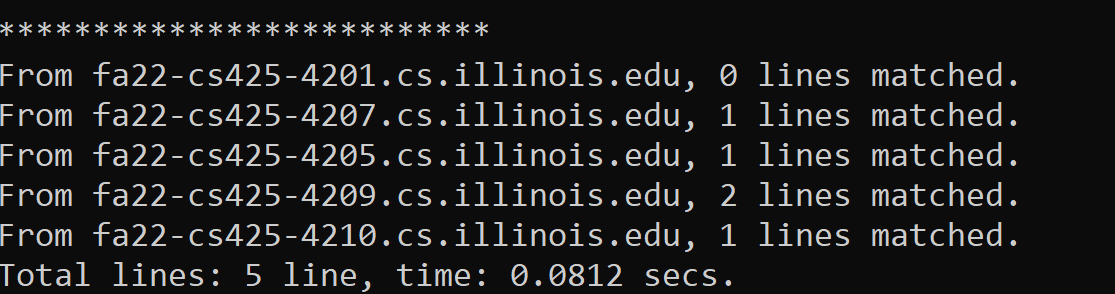 **************************
From fa22-cs425-4201.cs.illinois.edu, 0 lines matched.
From fa22-cs425-4207.cs.illinois.edu, 1 lines matched.
From fa22-cs425-4205.cs.illinois.edu, 1 lines matched.
From fa22-cs425-4209.cs.illinois.edu, 2 lines matched.
From fa22-cs425-4210.cs.illinois.edu, 1 lines matched.
Total lines: 5 line, time: 0.0812 secs.